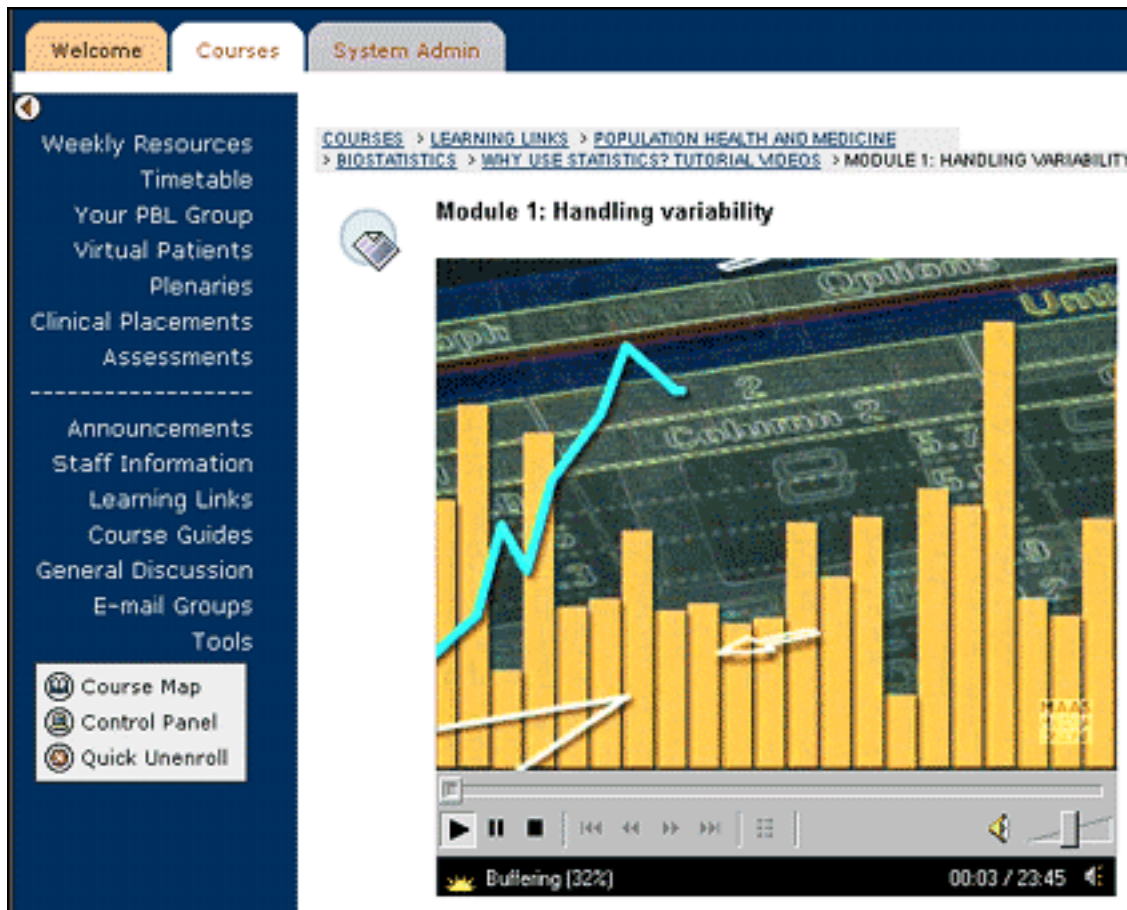 Welcome
Courses
System Admin
Weekly Resources
Timetable
Your PBL Group
Virtual Patients
Plenaries
Clinical Placements
Assessments
-------------------
Announcements
Staff Information
Learning Links
Course Guides
General Discussion
E-mail Groups
Tools
Course Map
Control Panel
Quick Unenroll
COURSES > LEARNING LINKS > POPULATION HEALTH AND MEDICINE
> BIOSTATISTICS > WHY USE STATISTICS? TUTORIAL VIDEOS > MODULE 1: HANDLING VARIABILITY
Module 1: Handling variability
Options
2
Column 2
5.7
Buffering (32%)
00:03 / 23:45